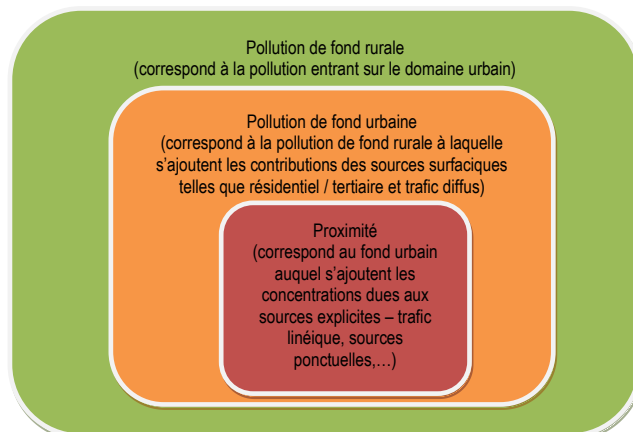 Pollution de fond rurale
(correspond à la pollution entrant sur le domaine urbain)
Pollution de fond urbaine
(correspond à la pollution de fond rurale à laquelle
s’ajoutent les contributions des sources surfaciques
telles que résidentiel / tertiaire et trafic diffus)
Proximité
(correspond au fond urbain
auquel s’ajoutent les
concentrations dues aux
sources explicites – trafic
linéique, sources
ponctuelles,…)